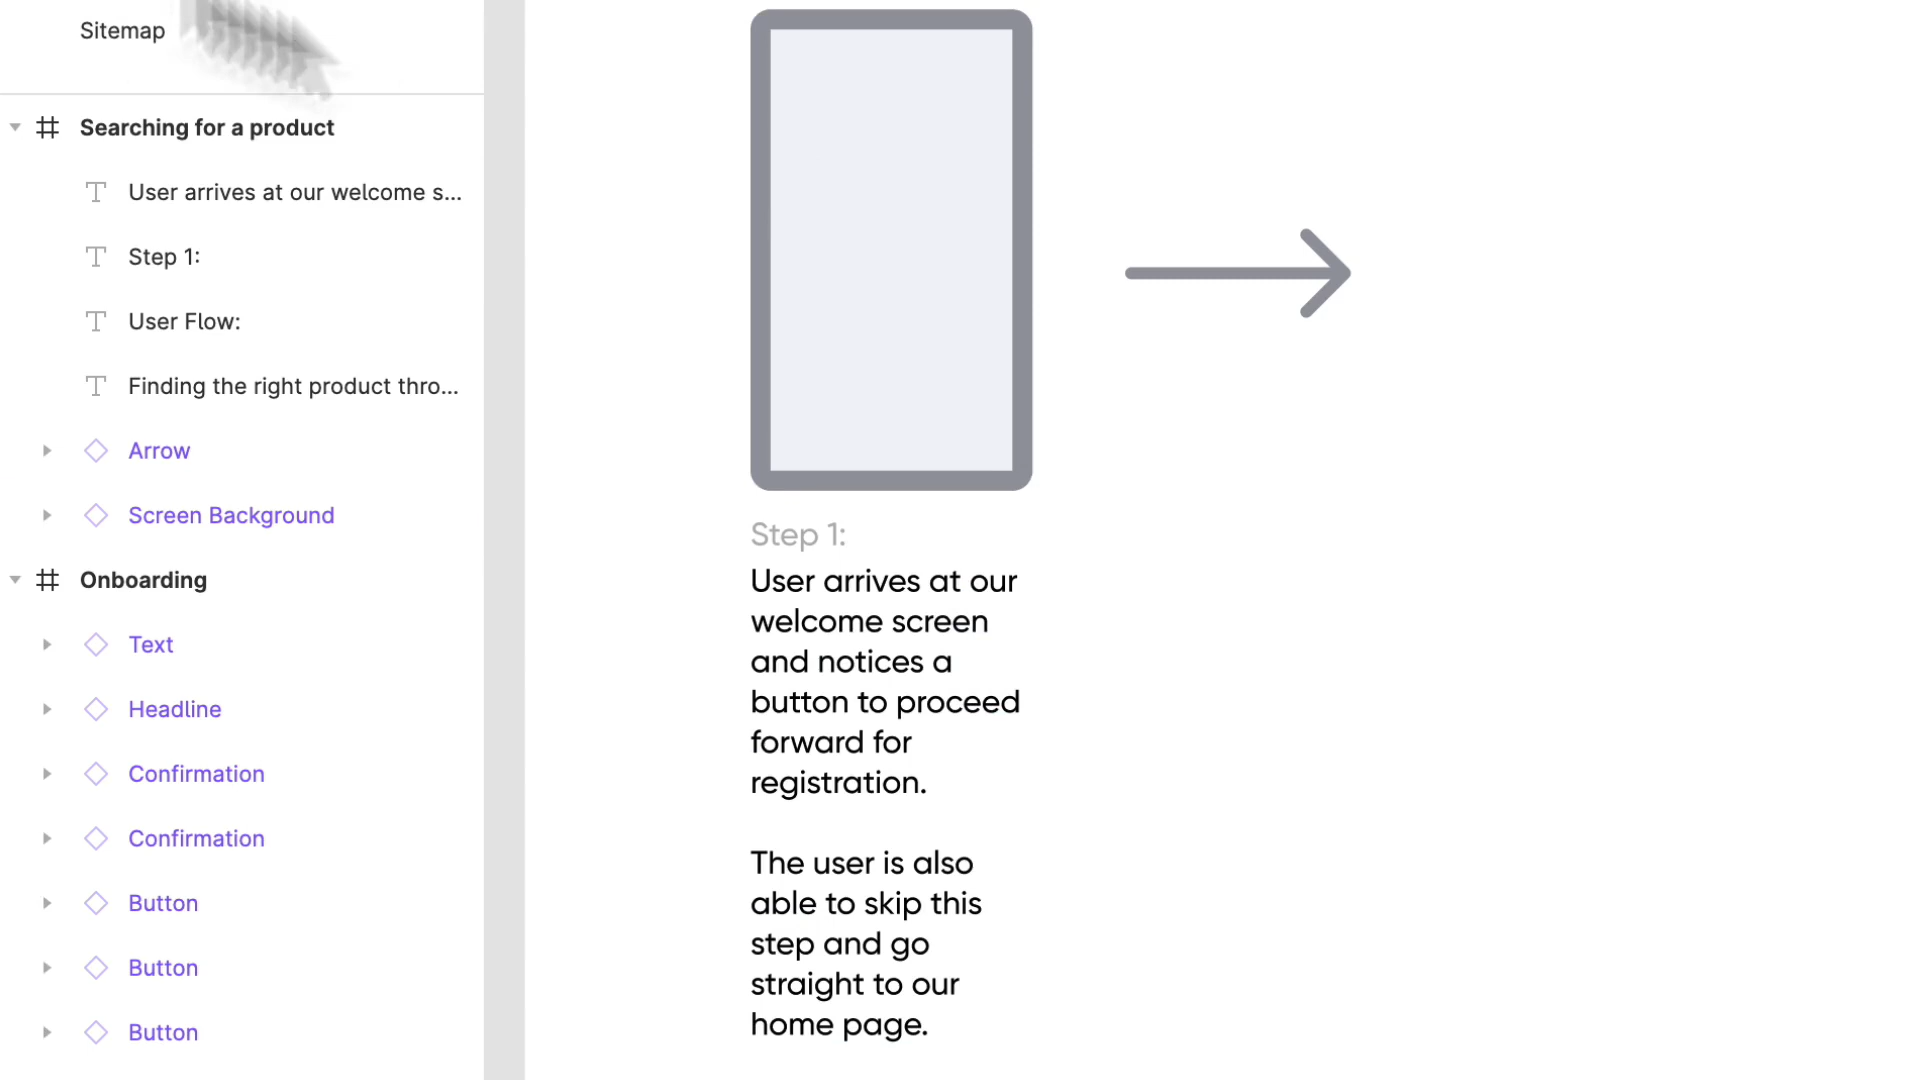 Sitemap
Searching for a product
User arrives at our welcome s...
Step 1:
User Flow:
Finding the right product thro...
Arrow
Screen Background
Onboarding
Text
Headline
Confirmation
Confirmation
Button
Button
Button
Step 1:
User arrives at our
welcome screen
and notices a
button to proceed
forward for
registration.
The user is also
able to skip this
step and go
straight to our
home page.